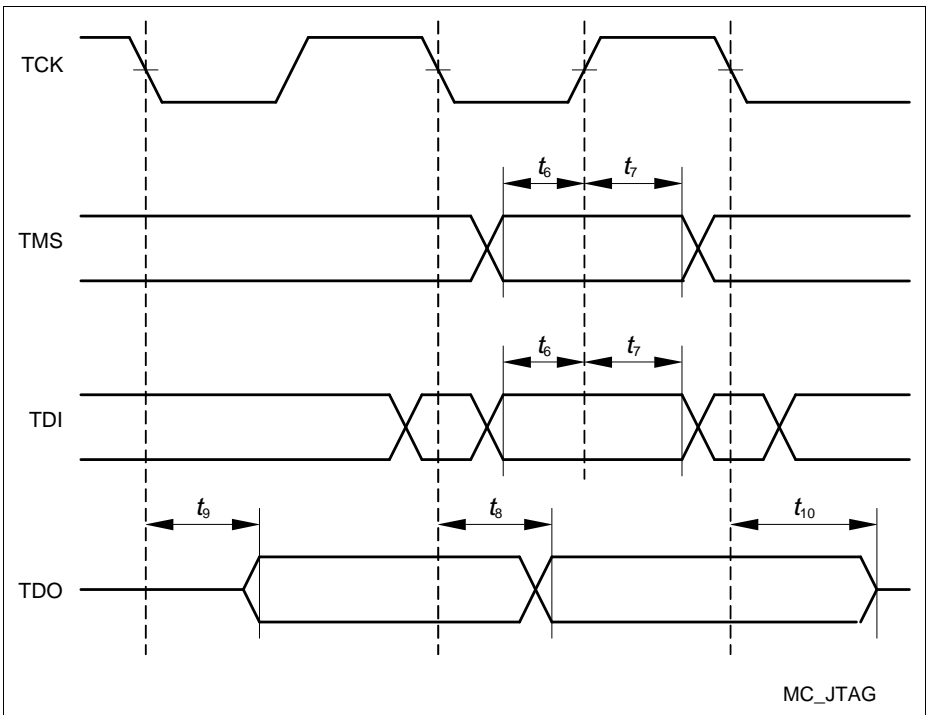 TCK
t6 t7
TMS
t6 t7
TDI
t9 t8 t10
TDO
MC_JTAG